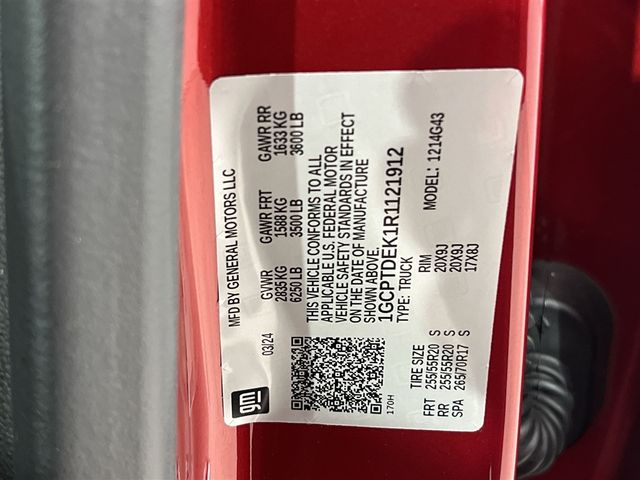 gm
MFD BY GENERAL MOTORS LLC
03/24 GVWR GAWR FRT GAWR RR
2835 KG 1588 KG 1633 KG
6250 LB 3500 LB 3600 LB
THIS VEHICLE CONFORMS TO ALL
APPLICABLE U.S. FEDERAL MOTOR
VEHICLE SAFETY STANDARDS IN EFFECT
ON THE DATE OF MANUFACTURE
SHOWN ABOVE.
1GCPTDEK1R1121912
TYPE: TRUCK MODEL: 1214G43
170H
TIRE SIZE RIM
FRT 255/55R20 S 20X9J
RR 255/55R20 S 20X9J
SPA 265/70R17 S 17X8J